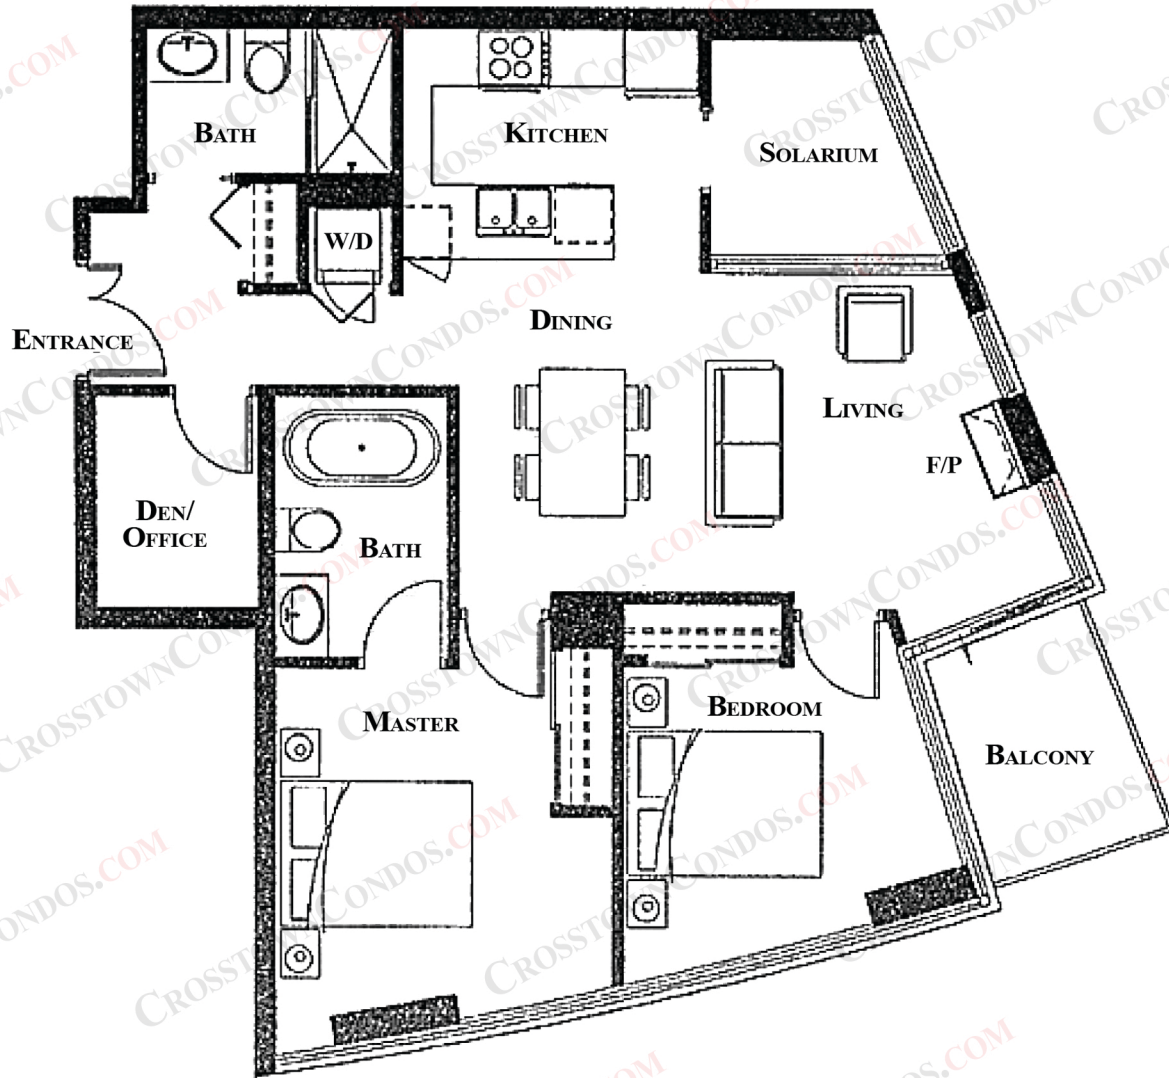 BATH
KITCHEN
SOLARIUM
W/D
DINING
ENTRANCE
LIVING
F/P
DEN/
OFFICE
BATH
MASTER
BEDROOM
BALCONY
CROSSTOWNCONDOS.COM